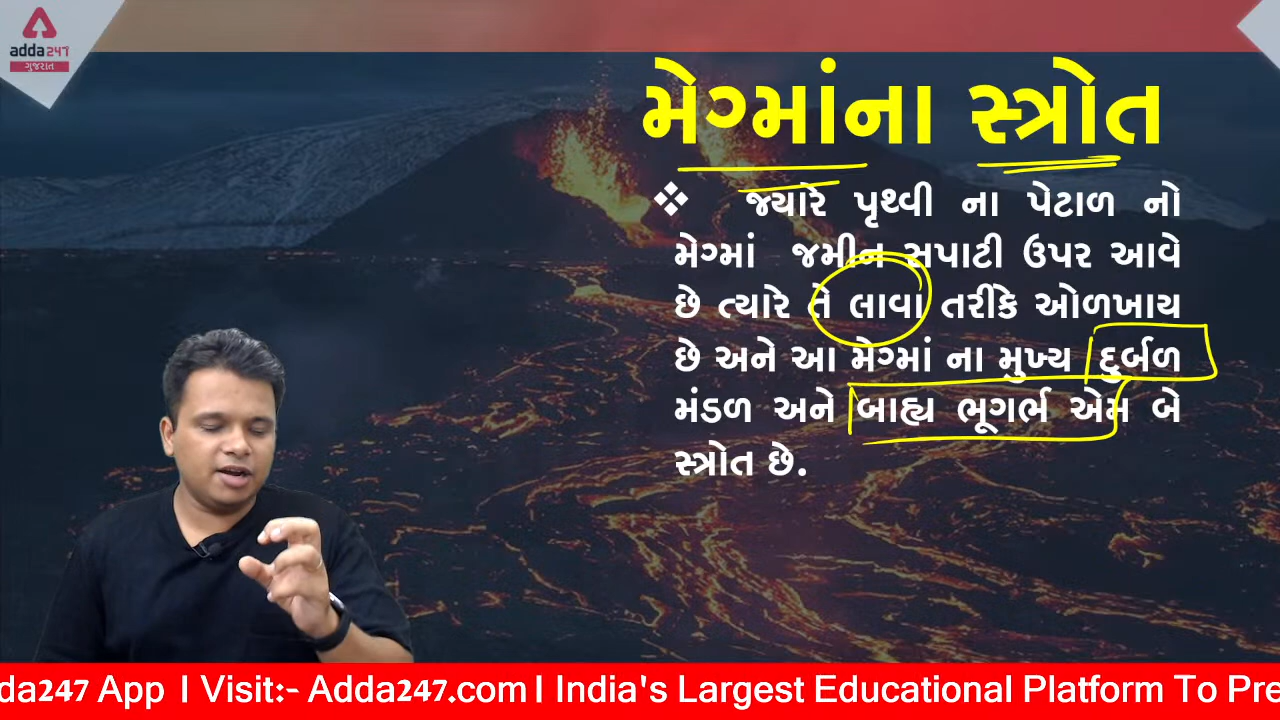 adda247
ગુજરાત
મેગ્માંના સ્ત્રોત
❖ જ્યારે પૃથ્વી ના પેટાળ નો
મેગ્માં જમીન સપાટી ઉપર આવે
છે ત્યારે તે લાવા તરીકે ઓળખાય
છે અને આ મેગ્માં ના મુખ્ય દુર્બળ
મંડળ અને બાહ્ય ભૂગર્ભ એમ બે
સ્ત્રોત છે.
da247 App I Visit:- Adda247.com I India's Largest Educational Platform To Pre